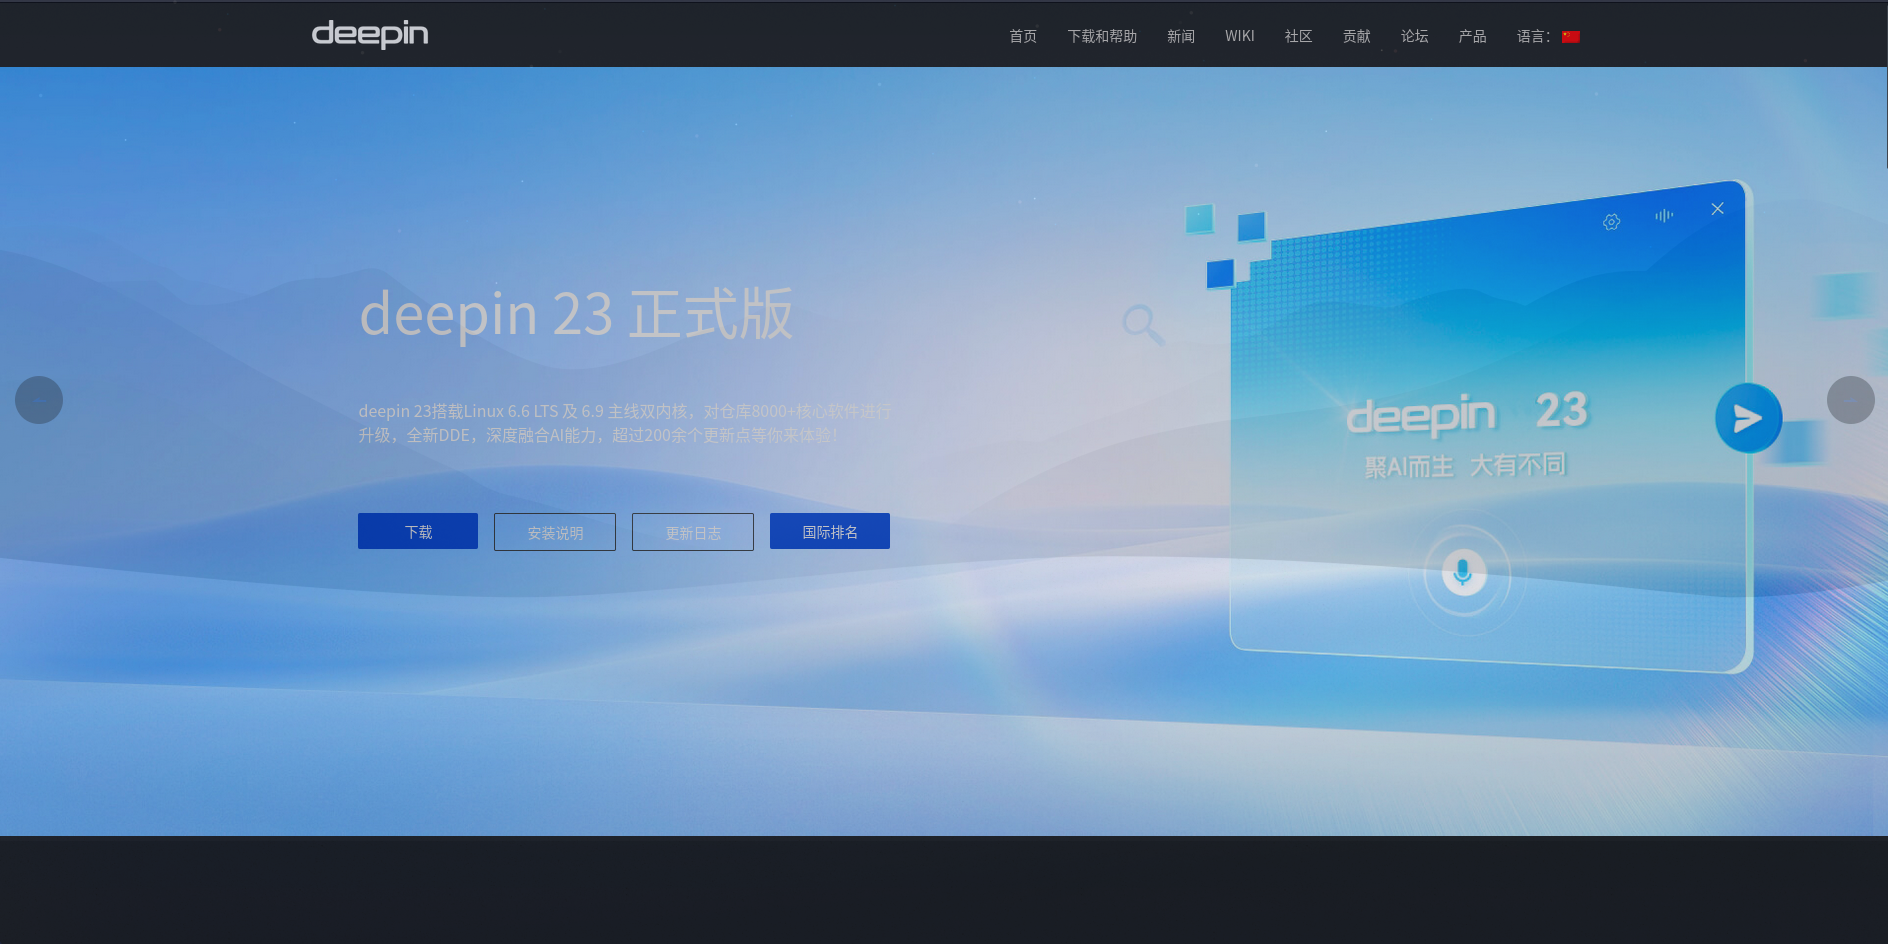 deepin
首页 下载和帮助 新闻 WIKI 社区 贡献 论坛 产品 语言：
deepin 23 正式版
deepin 23搭载Linux 6.6 LTS 及 6.9 主线双内核，对仓库8000+核心软件进行
升级，全新DDE，深度融合AI能力，超过200余个更新点等你来体验！
下载 安装说明 更新日志 国际排名
deepin 23
聚AI而生 大有不同